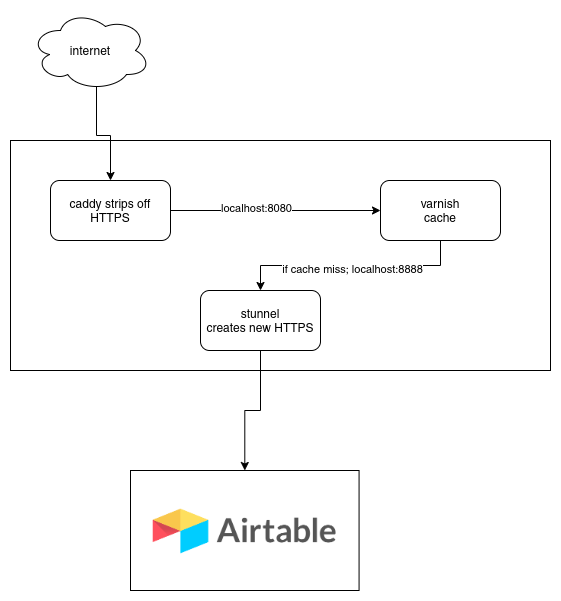 internet
caddy strips off
HTTPS
localhost:8080
varnish
cache
if cache miss; localhost:8888
stunnel
creates new HTTPS
Airtable